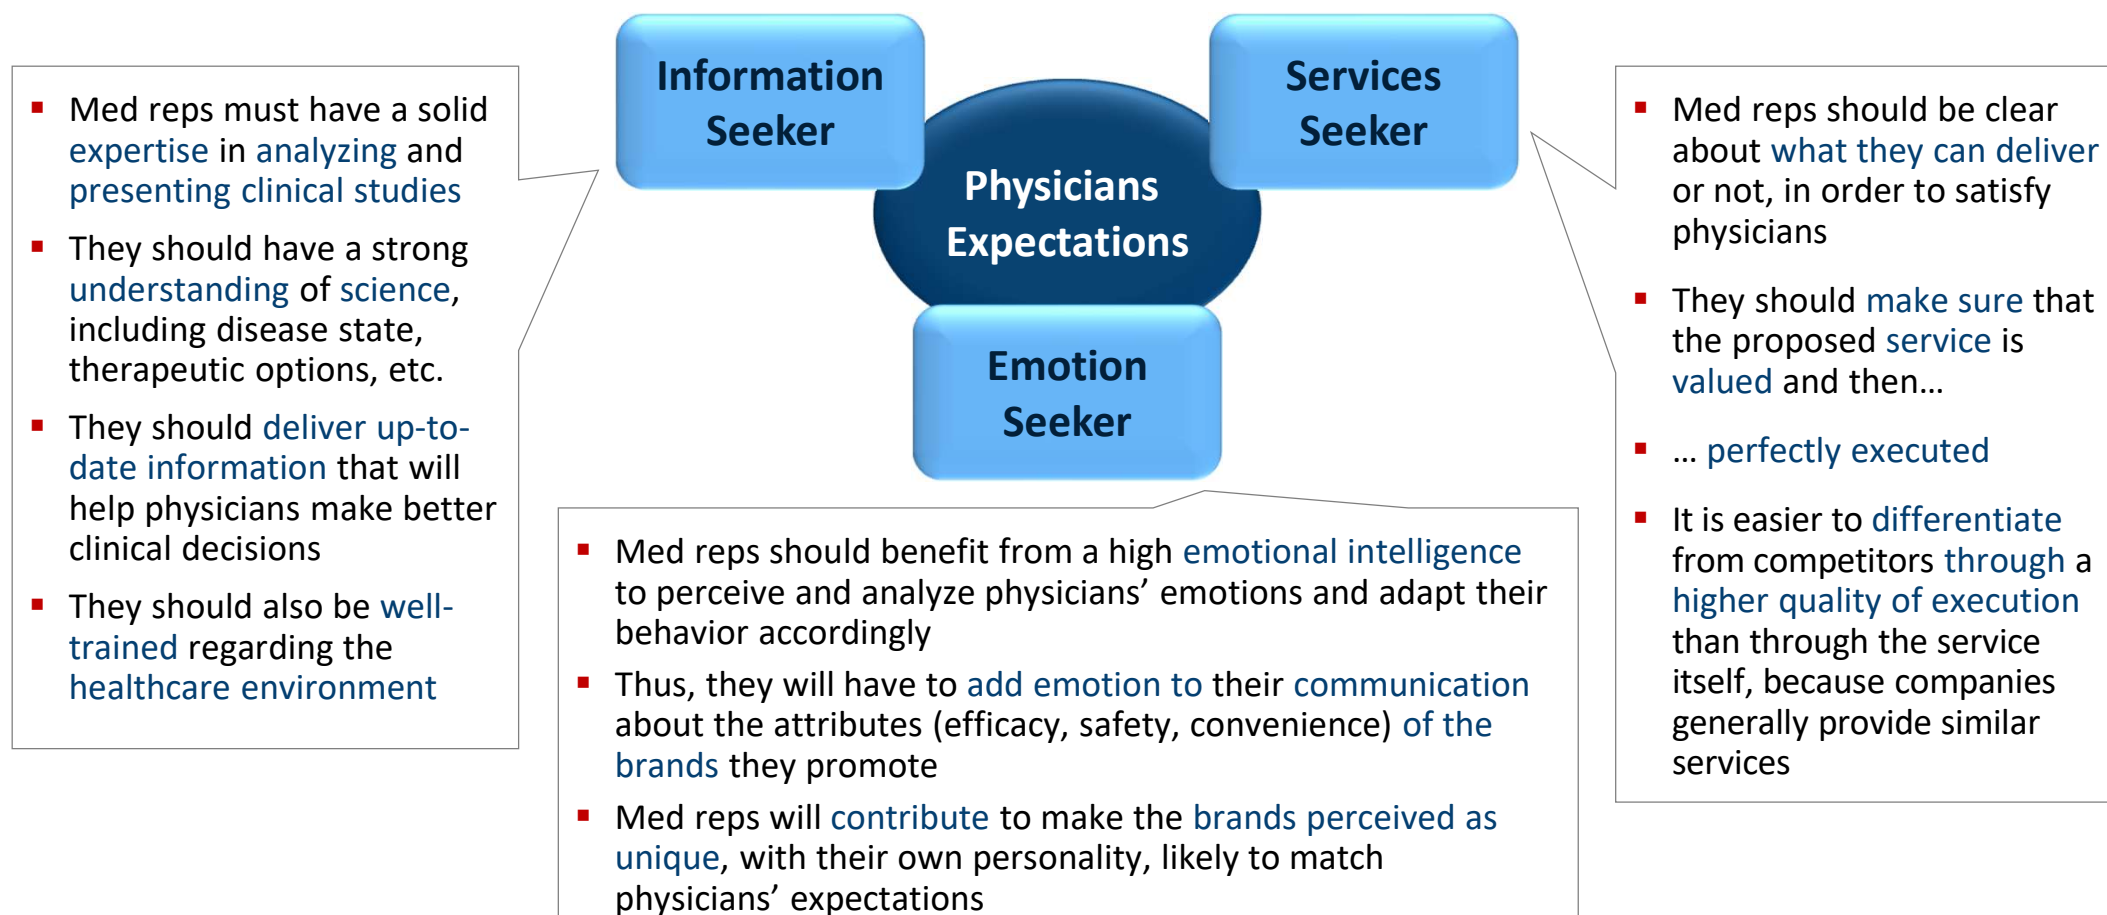 Information
Seeker
Services
Seeker
Physicians
Expectations
Emotion
Seeker
▪ Med reps must have a solid
expertise in analyzing and
presenting clinical studies
▪ They should have a strong
understanding of science,
including disease state,
therapeutic options, etc.
▪ They should deliver up-to-
date information that will
help physicians make better
clinical decisions
▪ They should also be well-
trained regarding the
healthcare environment
▪ Med reps should benefit from a high emotional intelligence
to perceive and analyze physicians’ emotions and adapt their
behavior accordingly
▪ Thus, they will have to add emotion to their communication
about the attributes (efficacy, safety, convenience) of the
brands they promote
▪ Med reps will contribute to make the brands perceived as
unique, with their own personality, likely to match
physicians’ expectations
▪ Med reps should be clear
about what they can deliver
or not, in order to satisfy
physicians
▪ They should make sure that
the proposed service is
valued and then…
▪ … perfectly executed
▪ It is easier to differentiate
from competitors through a
higher quality of execution
than through the service
itself, because companies
generally provide similar
services